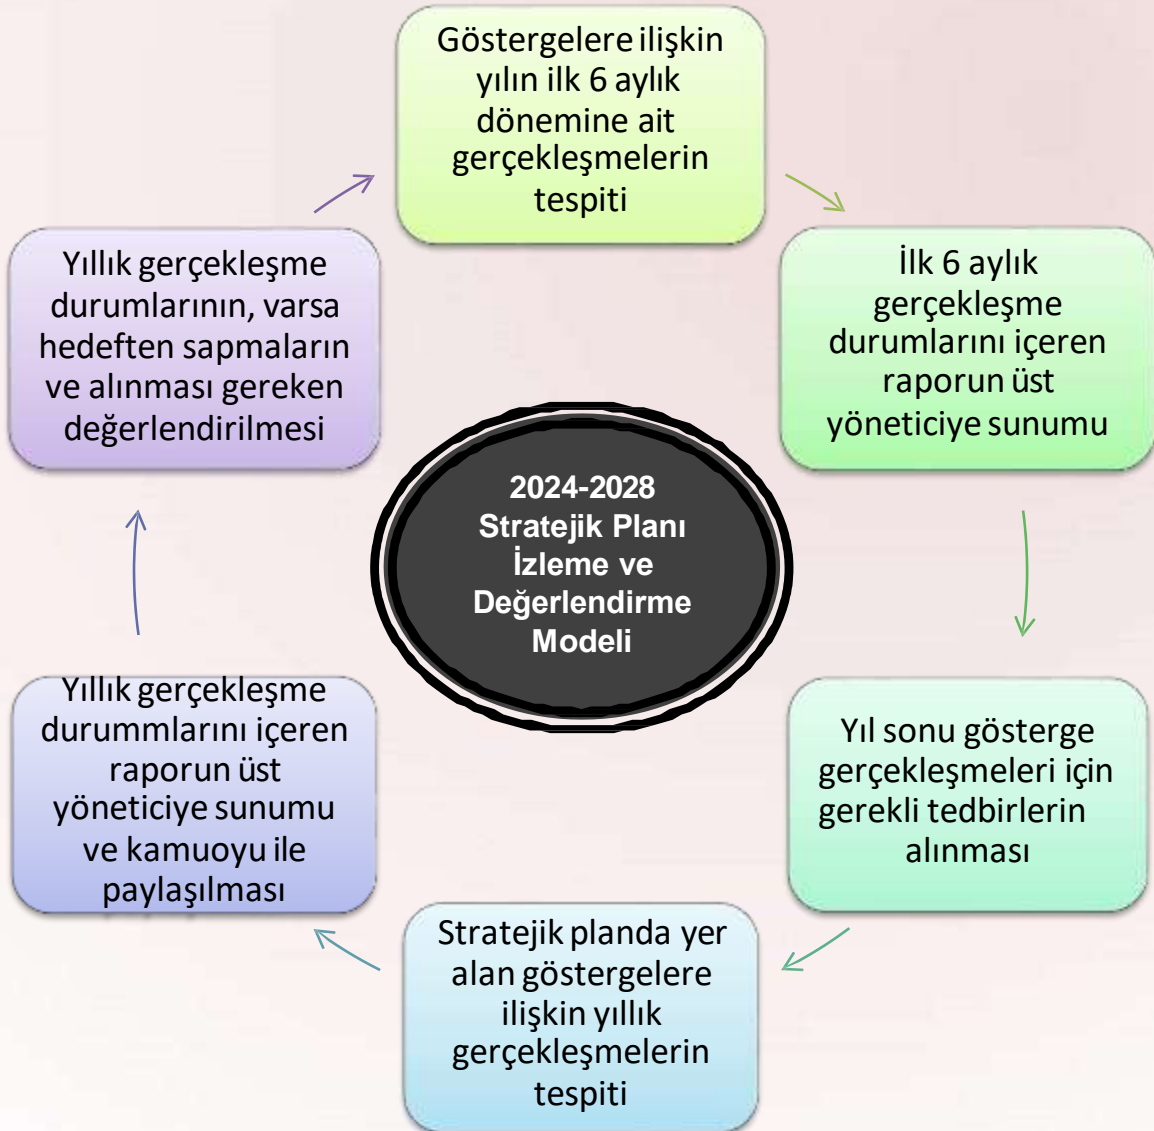 Göstergelere ilişkin
yılın ilk 6 aylık
dönemine ait
gerçekleşmelerin
tespiti
İlk 6 aylık
gerçekleşme
durumlarını içeren
raporun üst
yöneticiye sunumu
Yıl sonu gösterge
gerçekleşmeleri için
gerekli tedbirlerin
alınması
Stratejik planda yer
alan göstergelere
ilişkin yıllık
gerçekleşmelerin
tespiti
Yıllık gerçekleşme
durummlarını içeren
raporun üst
yöneticiye sunumu
ve kamuoyu ile
paylaşılması
Yıllık gerçekleşme
durumlarının, varsa
hedeften sapmaların
ve alınması gereken
değerlendirilmesi
2024-2028
Stratejik Planı
İzleme ve
Değerlendirme
Modeli